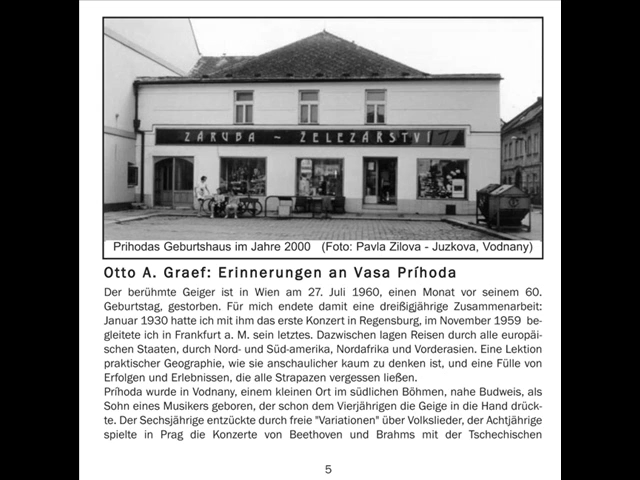 ZÁRUBA – ŽELEZÁŘSTVÍ
Prihodas Geburtshaus im Jahre 2000 (Foto: Pavla Zilova - Juzkova, Vodnany)
Otto A. Graef: Erinnerungen an Vasa Príhoda
Der berühmte Geiger ist in Wien am 27. Juli 1960, einen Monat vor seinem 60.
Geburtstag, gestorben. Für mich endete damit eine dreißigjährige Zusammenarbeit:
Januar 1930 hatte ich mit ihm das erste Konzert in Regensburg, im November 1959 be-
gleitete ich in Frankfurt a. M. sein letztes. Dazwischen lagen Reisen durch alle europäi-
schen Staaten, durch Nord- und Süd-amerika, Nordafrika und Vorderasien. Eine Lektion
praktischer Geographie, wie sie anschaulicher kaum zu denken ist, und eine Fülle von
Erfolgen und Erlebnissen, die alle Strapazen vergessen ließen.
Príhoda wurde in Vodnany, einem kleinen Ort im südlichen Böhmen, nahe Budweis, als
Sohn eines Musikers geboren, der schon dem Vierjährigen die Geige in die Hand drück-
te. Der Sechsjährige entzückte durch freie "Variationen" über Volkslieder, der Achtjährige
spielte in Prag die Konzerte von Beethoven und Brahms mit der Tschechischen
5